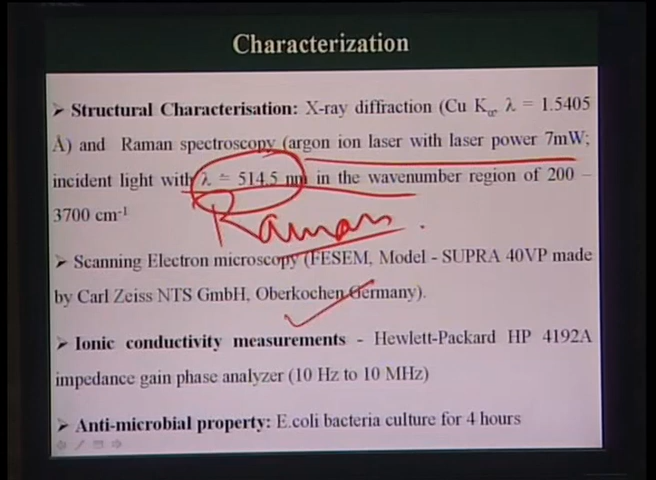 Characterization
➢ Structural Characterisation: X-ray diffraction (Cu Kα, λ = 1.5405
Å) and Raman spectroscopy (argon ion laser with laser power 7mW;
incident light with λ = 514.5 nm in the wavenumber region of 200 –
3700 cm-1
Raman.
➢ Scanning Electron microscopy (FESEM, Model - SUPRA 40VP made
by Carl Zeiss NTS GmbH, Oberkochen Germany).
➢ Ionic conductivity measurements - Hewlett-Packard HP 4192A
impedance gain phase analyzer (10 Hz to 10 MHz)
➢ Anti-microbial property: E.coli bacteria culture for 4 hours